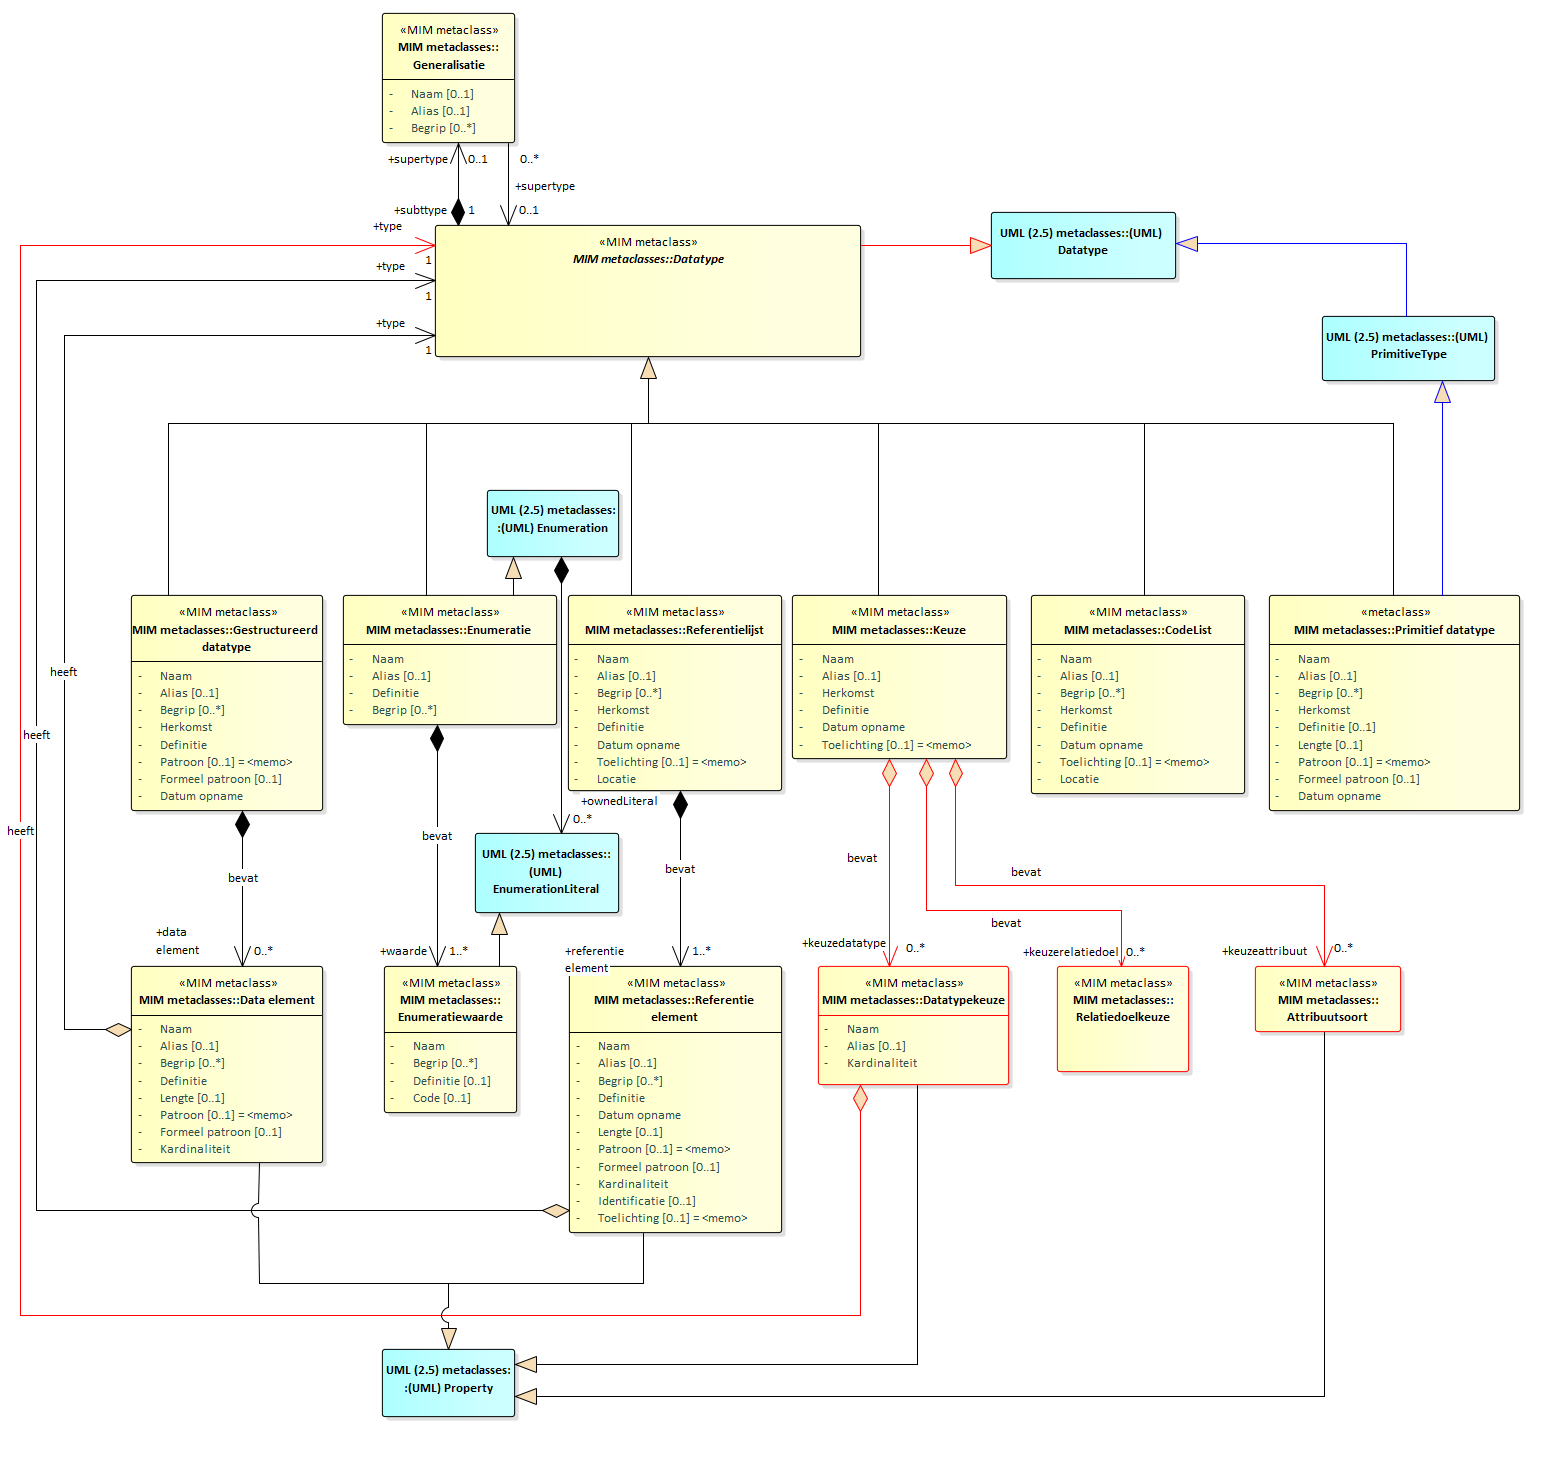 «MIM metaclass»
MIM metaclasses::
Generalisatie
- Naam [0..1]
- Alias [0..1]
- Begrip [0..*]
+supertype
0..1
0..*
+supertype
+subttype
1
0..1
+type
1
+type
1
+type
1
«MIM metaclass»
MIM metaclasses::Datatype
UML (2.5) metaclasses::(UML)
Datatype
UML (2.5) metaclasses::(UML)
PrimitiveType
UML (2.5) metaclasses:
:(UML) Enumeration
«MIM metaclass»
MIM metaclasses::Gestructureerd
datatype
- Naam
- Alias [0..1]
- Begrip [0..*]
- Herkomst
- Definitie
- Patroon [0..1] = <memo>
- Formeel patroon [0..1]
- Datum opname
«MIM metaclass»
MIM metaclasses::Enumeratie
- Naam
- Alias [0..1]
- Definitie
- Begrip [0..*]
«MIM metaclass»
MIM metaclasses::Referentielijst
- Naam
- Alias [0..1]
- Begrip [0..*]
- Herkomst
- Definitie
- Datum opname
- Toelichting [0..1] = <memo>
- Locatie
«MIM metaclass»
MIM metaclasses::Keuze
- Naam
- Alias [0..1]
- Herkomst
- Definitie
- Datum opname
- Toelichting [0..1] = <memo>
«MIM metaclass»
MIM metaclasses::CodeList
- Naam
- Alias [0..1]
- Begrip [0..*]
- Herkomst
- Definitie
- Datum opname
- Toelichting [0..1] = <memo>
- Locatie
«metaclass»
MIM metaclasses::Primitief datatype
- Naam
- Alias [0..1]
- Begrip [0..*]
- Herkomst
- Definitie [0..1]
- Lengte [0..1]
- Patroon [0..1] = <memo>
- Formeel patroon [0..1]
- Datum opname
heeft
heeft
heeft
+ownedLiteral
0..*
UML (2.5) metaclasses::
(UML)
EnumerationLiteral
bevat
bevat
bevat
bevat
bevat
bevat
+data
element
0..*
+waarde
1..*
+referentie
element
1..*
+keuzedatatype
0..*
+keuzerelatiedoel
0..*
+keuzeattribuut
0..*
«MIM metaclass»
MIM metaclasses::Data element
- Naam
- Alias [0..1]
- Begrip [0..*]
- Definitie
- Lengte [0..1]
- Patroon [0..1] = <memo>
- Formeel patroon [0..1]
- Kardinaliteit
«MIM metaclass»
MIM metaclasses::
Enumeratiewaarde
- Naam
- Begrip [0..*]
- Definitie [0..1]
- Code [0..1]
«MIM metaclass»
MIM metaclasses::Referentie
element
- Naam
- Alias [0..1]
- Begrip [0..*]
- Definitie
- Datum opname
- Lengte [0..1]
- Patroon [0..1] = <memo>
- Formeel patroon [0..1]
- Kardinaliteit
- Identificatie [0..1]
- Toelichting [0..1] = <memo>
«MIM metaclass»
MIM metaclasses::Datatypekeuze
- Naam
- Alias [0..1]
- Kardinaliteit
«MIM metaclass»
MIM metaclasses::
Relatiedoelkeuze
«MIM metaclass»
MIM metaclasses::
Attribuutsoort
UML (2.5) metaclasses:
:(UML) Property